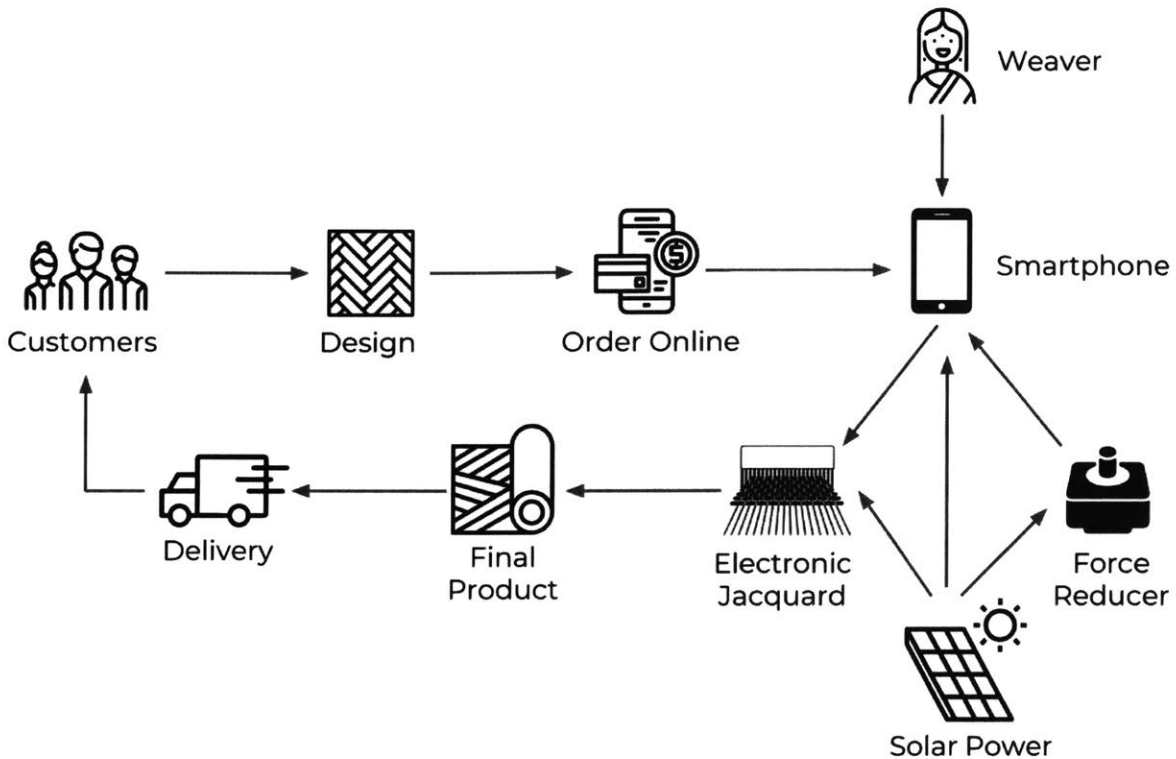 Weaver
Smartphone
Customers
Design
Order Online
$
Delivery
Final
Product
Electronic
Jacquard
Force
Reducer
Solar Power